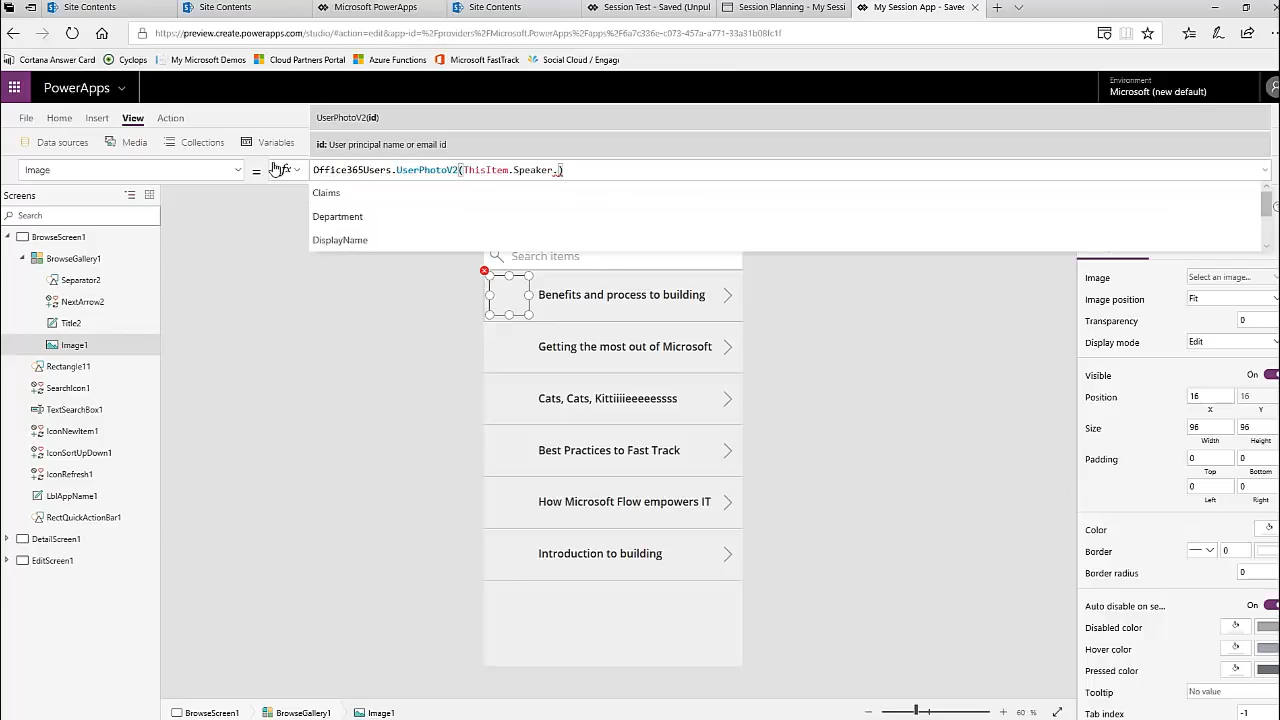 Site Contents
Site Contents
Microsoft PowerApps
Site Contents
Session Test - Saved (Unpul
Session Planning - My Sessi
My Session App - Saved
https://preview.create.powerapps.com/studio/#action=edit&app-id=%2Fproviders%2FMicrosoft.PowerApps%2Fapps%2F6a7c336e-c073-457a-a771-33a31b08fc1f
Cortana Answer Card
Cyclops
My Microsoft Demos
Cloud Partners Portal
Azure Functions
Microsoft FastTrack
Social Cloud / Engag
PowerApps
Environment
Microsoft (new default)
File
Home
Insert
View
Action
UserPhotoV2(id)
Data sources
Media
Collections
Variables
id: User principal name or email id
Image
=
fx
Office365Users.UserPhotoV2(ThisItem.Speaker.)
Claims
Department
DisplayName
Screens
Search
BrowseScreen1
BrowseGallery1
Separator2
NextArrow2
Title2
Image1
Rectangle11
SearchIcon1
TextSearchBox1
IconNewItem1
IconSortUpDown1
IconRefresh1
LblAppName1
RectQuickActionBar1
DetailScreen1
EditScreen1
Search items
Benefits and process to building
Getting the most out of Microsoft
Cats, Cats, Kittiiiieeeeessss
Best Practices to Fast Track
How Microsoft Flow empowers IT
Introduction to building
Image
Select an image...
Image position
Fit
Transparency
0
Display mode
Edit
Visible
On
Position
16
16
X
Y
Size
96
96
Width
Height
Padding
0
0
Top
Bottom
0
0
Left
Right
Color
Border
0
Border radius
0
Auto disable on se...
On
Disabled color
Hover color
Pressed color
Tooltip
No value
Tab index
-1
BrowseScreen1
BrowseGallery1
Image1
60 %